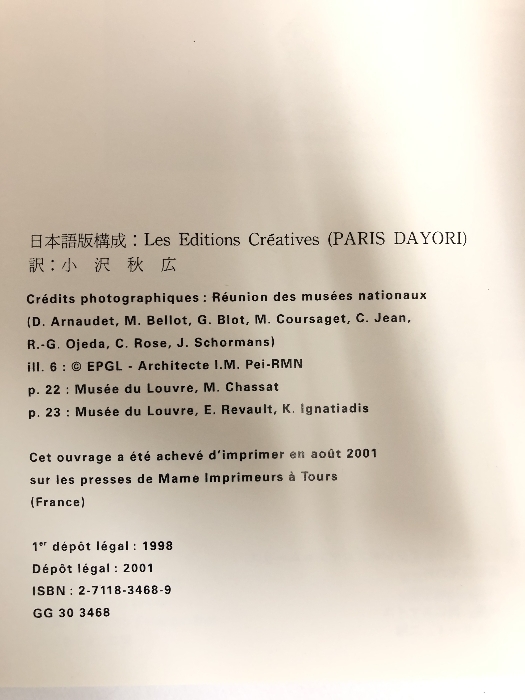 日本語版構成：Les Editions Créatives (PARIS DAYORI)
訳：小 沢 秋 広
Crédits photographiques : Réunion des musées nationaux
(D. Arnaudet, M. Bellot, G. Blot, M. Coursaget, C. Jean,
R.-G. Ojeda, C. Rose, J. Schormans)
ill. 6 : © EPGL - Architecte I.M. Pei-RMN
p. 22 : Musée du Louvre, M. Chassat
p. 23 : Musée du Louvre, E. Revault, K. Ignatiadis
Cet ouvrage a été achevé d'imprimer en août 2001
sur les presses de Mame Imprimeurs à Tours
(France)
1er dépôt légal : 1998
Dépôt légal : 2001
ISBN : 2-7118-3468-9
GG 30 3468